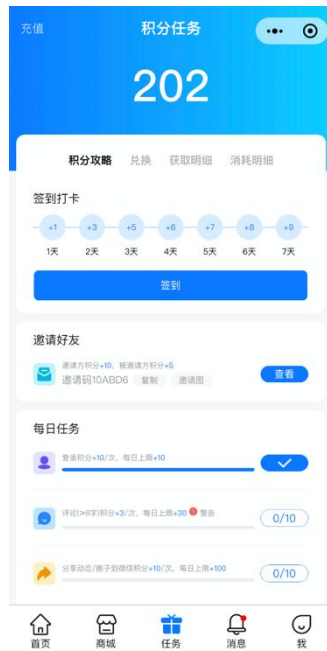 充值
积分任务
202
积分攻略 兑换 获取明细 消耗明细
签到打卡
+1 +3 +5 +6 +7 +8 +9
1天 2天 3天 4天 5天 6天 7天
签到
邀请好友
邀请方积分+10，被邀请方积分+5
邀请码10ABD6 复制 邀请图
查看
每日任务
登录积分+10/次，每日上限+10
评论(≥8字)积分+3/次，每日上限+30 警告
0/10
分享动态/圈子到微信积分+10/次，每日上限+100
0/10
首页 商城 任务 消息 我